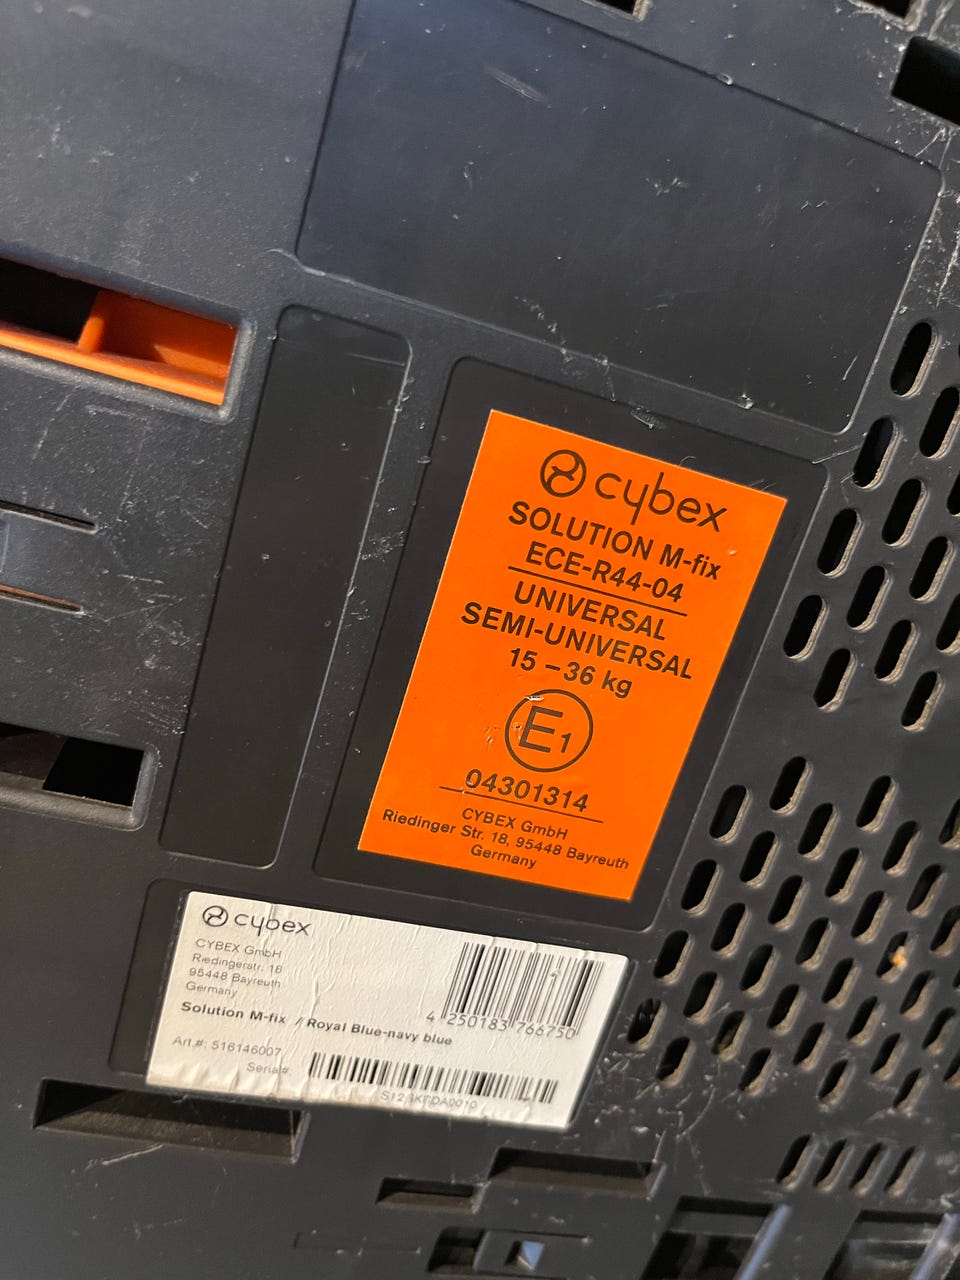 cybex
SOLUTION M-fix
ECE-R44-04
UNIVERSAL
SEMI-UNIVERSAL
15 – 36 kg
E1
04301314
CYBEX GmbH
Riedinger Str. 18, 95448 Bayreuth
Germany
cybex
CYBEX GmbH
Riedingerstr. 18
95448 Bayreuth
Germany
4 250183 766750
Solution M-fix / Royal Blue-navy blue
Art.#: 516146007
Serial#: